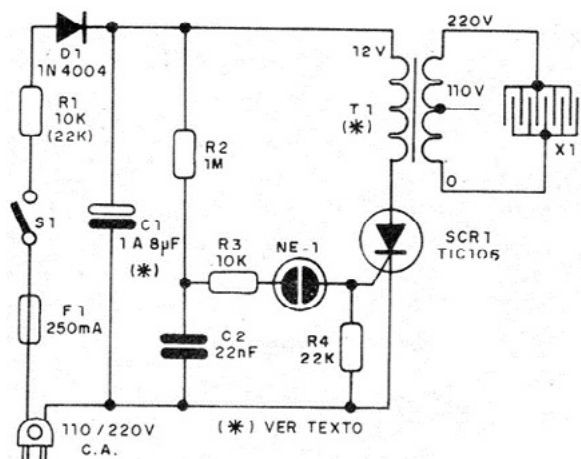 D1
1N4004
R1
10K
(22K)
S1
F1
250mA
110/220V
C.A.
C1
1 A 8µF
(*)
R2
1M
R3
10K
NE-1
C2
22nF
R4
22K
(*) VER TEXTO
12V
T1
(*)
220V
110V
0
X1
SCR1
TIC106